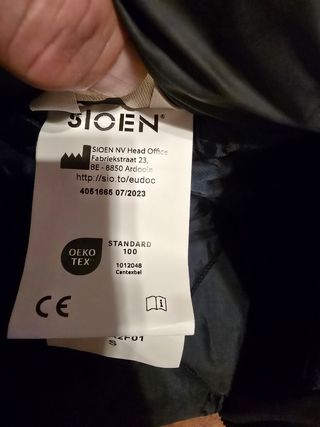 SIOEN®
SIOEN NV Head Office
Fabriekstraat 23,
BE - 8850 Ardooie
http://sio.to/eudoc
4051665 07/2023
OEKO
TEX®
STANDARD
100
1012048
Centexbel
CE
i
S